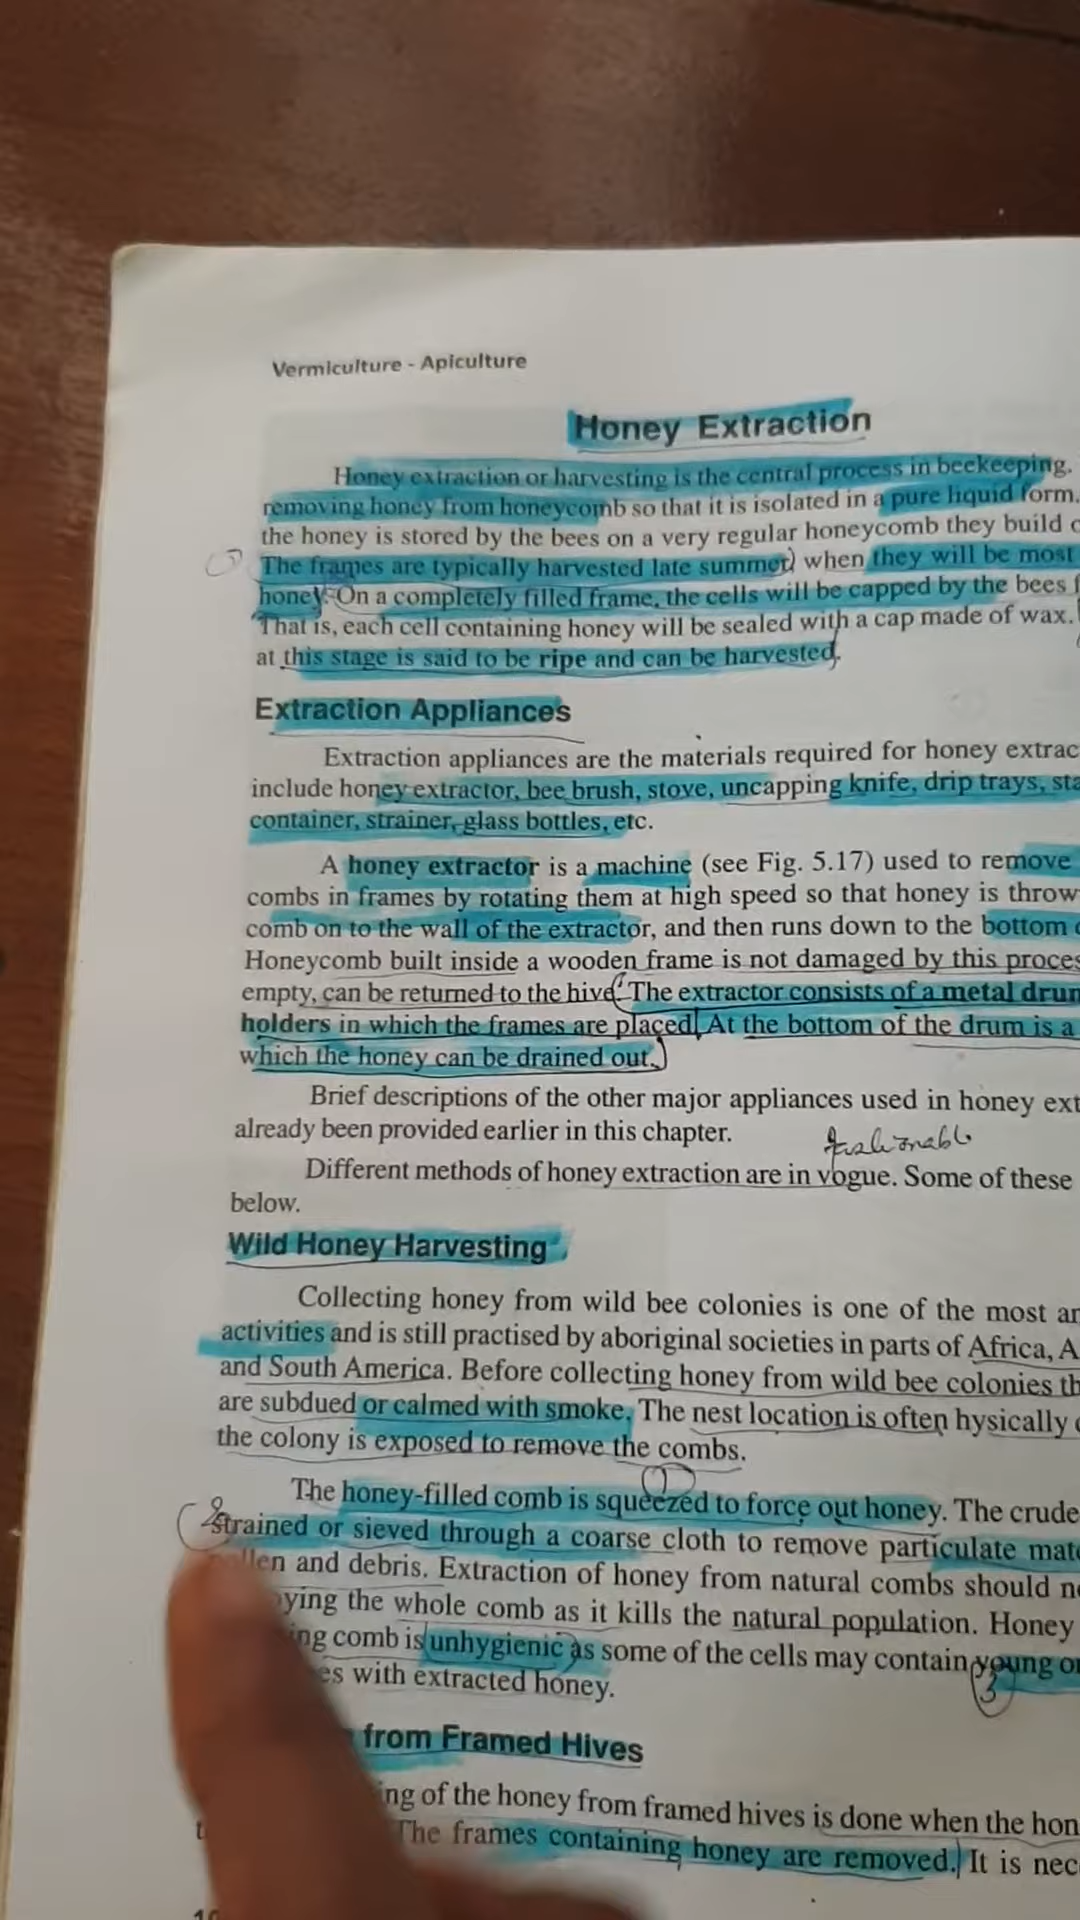 Vermiculture - Apiculture
Honey Extraction
Honey extraction or harvesting is the central process in beekeeping.
removing honey from honeycomb so that it is isolated in a pure liquid form.
the honey is stored by the bees on a very regular honeycomb they build
The frames are typically harvested late summer) when they will be most
honey. On a completely filled frame, the cells will be capped by the bees
That is, each cell containing honey will be sealed with a cap made of wax.
at this stage is said to be ripe and can be harvested.
Extraction Appliances
Extraction appliances are the materials required for honey extrac
include honey extractor, bee brush, stove, uncapping knife, drip trays, sta
container, strainer, glass bottles, etc.
A honey extractor is a machine (see Fig. 5.17) used to remove
combs in frames by rotating them at high speed so that honey is throw
comb on to the wall of the extractor, and then runs down to the bottom
Honeycomb built inside a wooden frame is not damaged by this proces
empty, can be returned to the hive. The extractor consists of a metal drum
holders in which the frames are placed. At the bottom of the drum is a
which the honey can be drained out.
Brief descriptions of the other major appliances used in honey ext
already been provided earlier in this chapter.
fashionable
Different methods of honey extraction are in vogue. Some of these
below.
Wild Honey Harvesting
Collecting honey from wild bee colonies is one of the most an
activities and is still practised by aboriginal societies in parts of Africa, A
and South America. Before collecting honey from wild bee colonies th
are subdued or calmed with smoke. The nest location is often hysically
the colony is exposed to remove the combs.
1
The honey-filled comb is squeezed to force out honey. The crude
2
strained or sieved through a coarse cloth to remove particulate mate
llen and debris. Extraction of honey from natural combs should n
ying the whole comb as it kills the natural population. Honey
ing comb is unhygienic as some of the cells may contain young or
3
es with extracted honey.
from Framed Hives
ing of the honey from framed hives is done when the hon
The frames containing honey are removed. It is nec